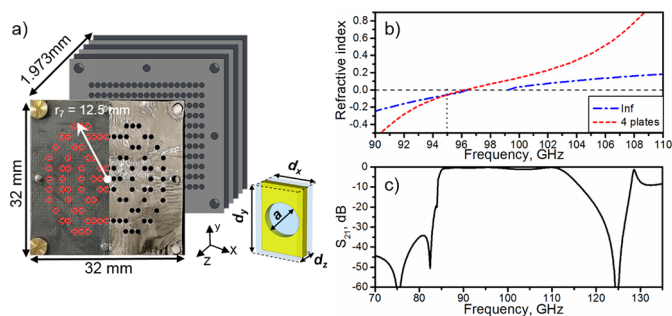 a)
1.973mm
r7 = 12.5 mm
32 mm
32 mm
y
x
z
dx
dy
a
dz
b)
Refractive index
1.0
0.8
0.6
0.4
0.2
0.0
-0.2
-0.4
Inf
4 plates
90 92 94 96 98 100 102 104 106 108 110
Frequency, GHz
c)
S21, dB
0
-10
-20
-30
-40
-50
-60
70 80 90 100 110 120 130
Frequency, GHz